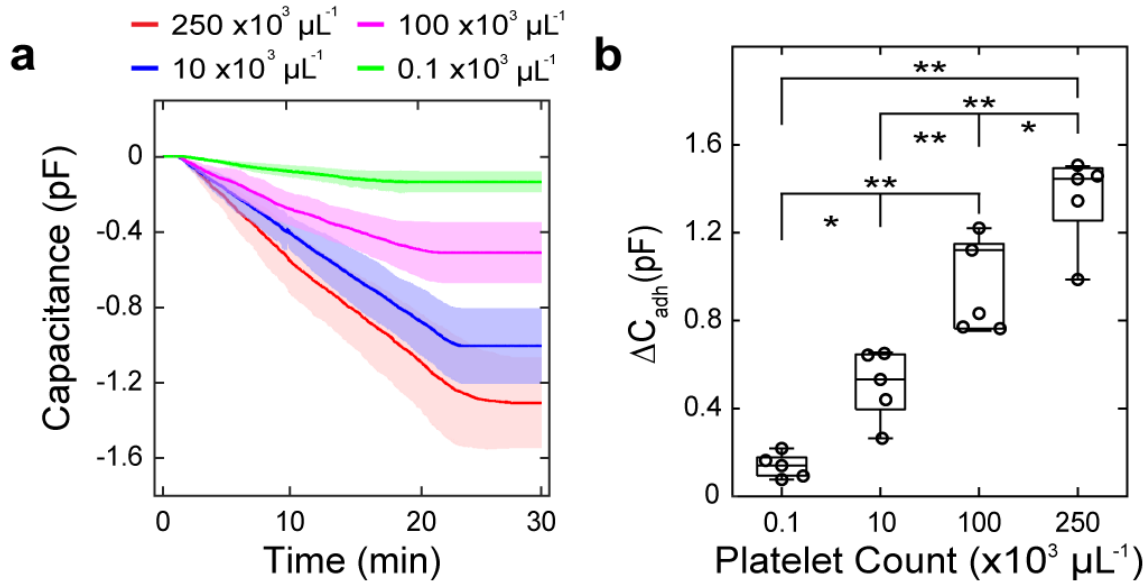 a
250 x10³ µL⁻¹
100 x10³ µL⁻¹
10 x10³ µL⁻¹
0.1 x10³ µL⁻¹
Capacitance (pF)
0
-0.4
-0.8
-1.2
-1.6
0
10
20
30
Time (min)
b
**
**
**
*
**
*
ΔC_adh (pF)
1.6
1.2
0.8
0.4
0
0.1
10
100
250
Platelet Count (x10³ µL⁻¹)